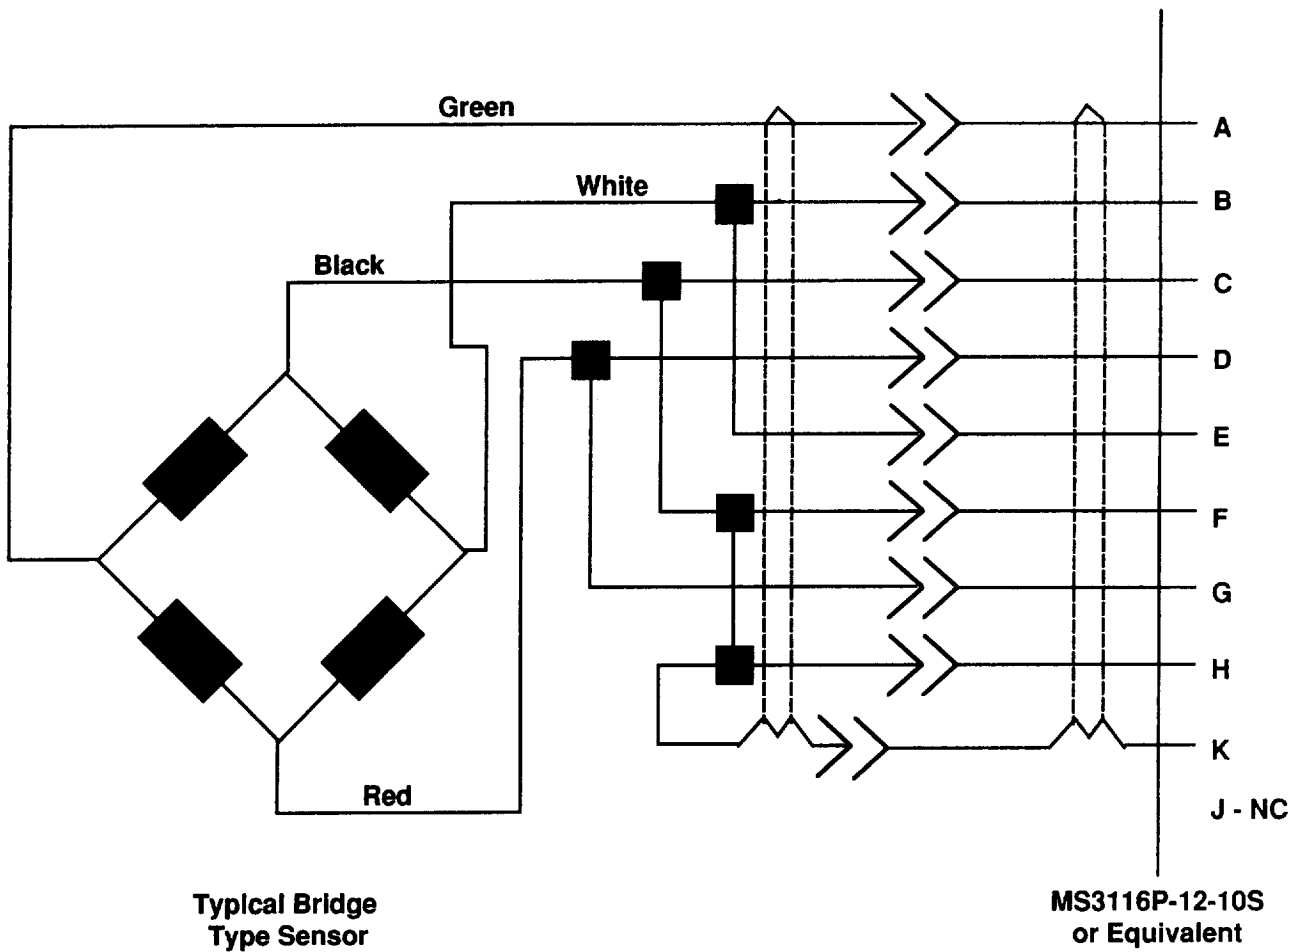 Green
A
White
B
Black
C
D
E
F
G
H
K
Red
J - NC
Typical Bridge
Type Sensor
MS3116P-12-10S
or Equivalent